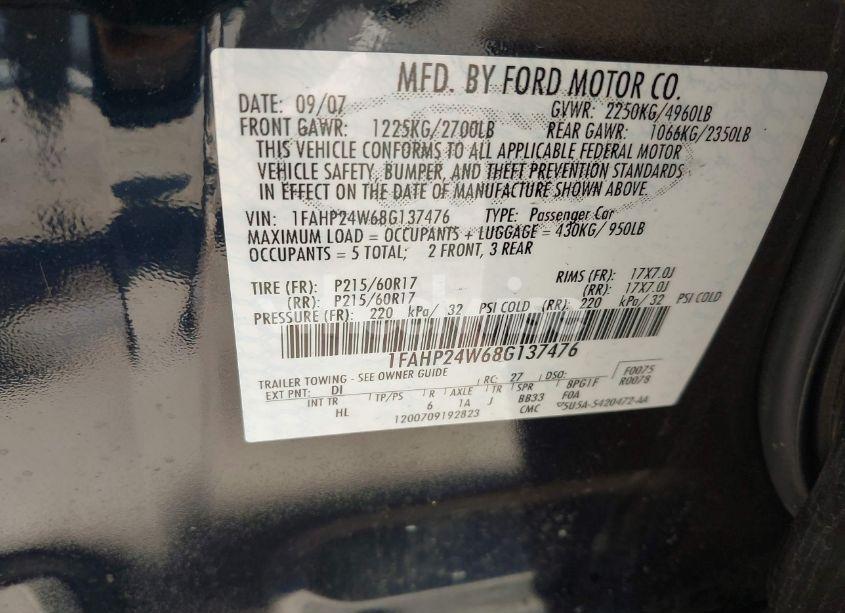 MFD. BY FORD MOTOR CO.
DATE: 09/07 GVWR: 2250KG/4960LB
FRONT GAWR: 1225KG/2700LB REAR GAWR: 1066KG/2350LB
THIS VEHICLE CONFORMS TO ALL APPLICABLE FEDERAL MOTOR
VEHICLE SAFETY, BUMPER, AND THEFT PREVENTION STANDARDS
IN EFFECT ON THE DATE OF MANUFACTURE SHOWN ABOVE.
VIN: 1FAHP24W68G137476 TYPE: Passenger Car
MAXIMUM LOAD = OCCUPANTS + LUGGAGE = 430KG/ 950LB
OCCUPANTS = 5 TOTAL; 2 FRONT, 3 REAR
TIRE (FR): P215/60R17 RIMS (FR): 17X7.0J
(RR): P215/60R17 (RR): 17X7.0J
PRESSURE (FR): 220 kPa/ 32 PSI COLD (RR): 220 kPa/ 32 PSI COLD
1FAHP24W68G137476
TRAILER TOWING - SEE OWNER GUIDE RC: 27 DSO: F0075
EXT PNT: DI R0078
INT TR TP/PS R AXLE TR SPR 8PG1F
HL 6 1A J BB33 F0A
1200709192823 CMC 5U5A-5420472-AA